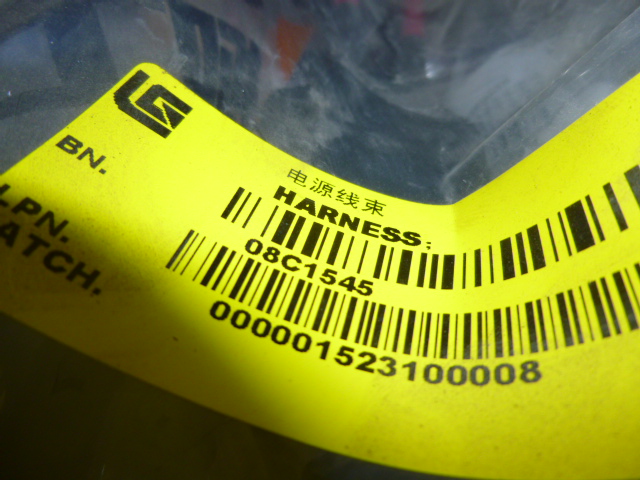 BN.
电源线束
HARNESS;
LPN.
08C1545
ATCH.
000001523100008